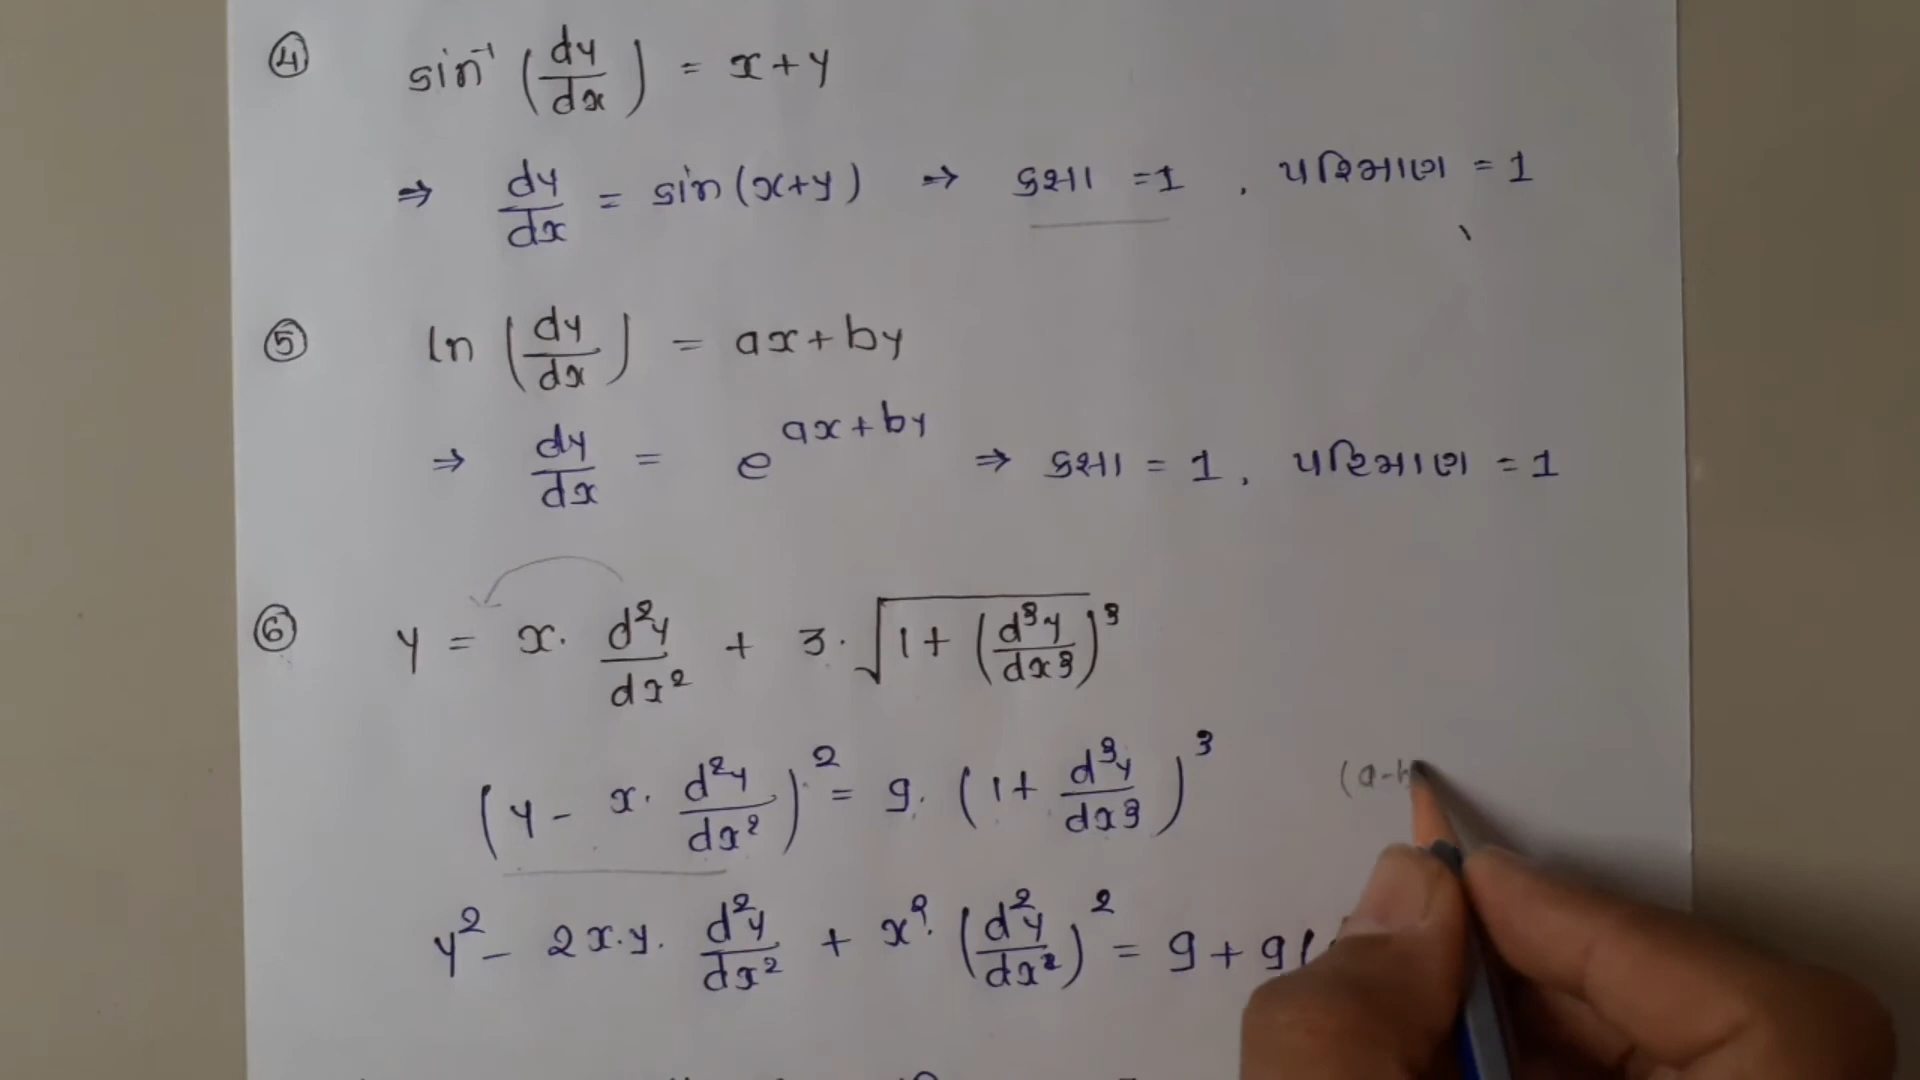 ④ sin⁻¹ (dy/dx) = x+y
⇒ dy/dx = sin(x+y) ⇒ કક્ષા = 1 , પરિમાણ = 1
⑤ ln (dy/dx) = ax+by
⇒ dy/dx = e^(ax+by) ⇒ કક્ષા = 1, પરિમાણ = 1
⑥ y = x. d²y/dx² + 3. √1+ (d³y/dx³)³
(y - x. d²y/dx²)² = 9. (1+ d³y/dx³)³
(a-b
y² - 2x.y. d²y/dx² + x². (d²y/dx²)² = 9 + 9(